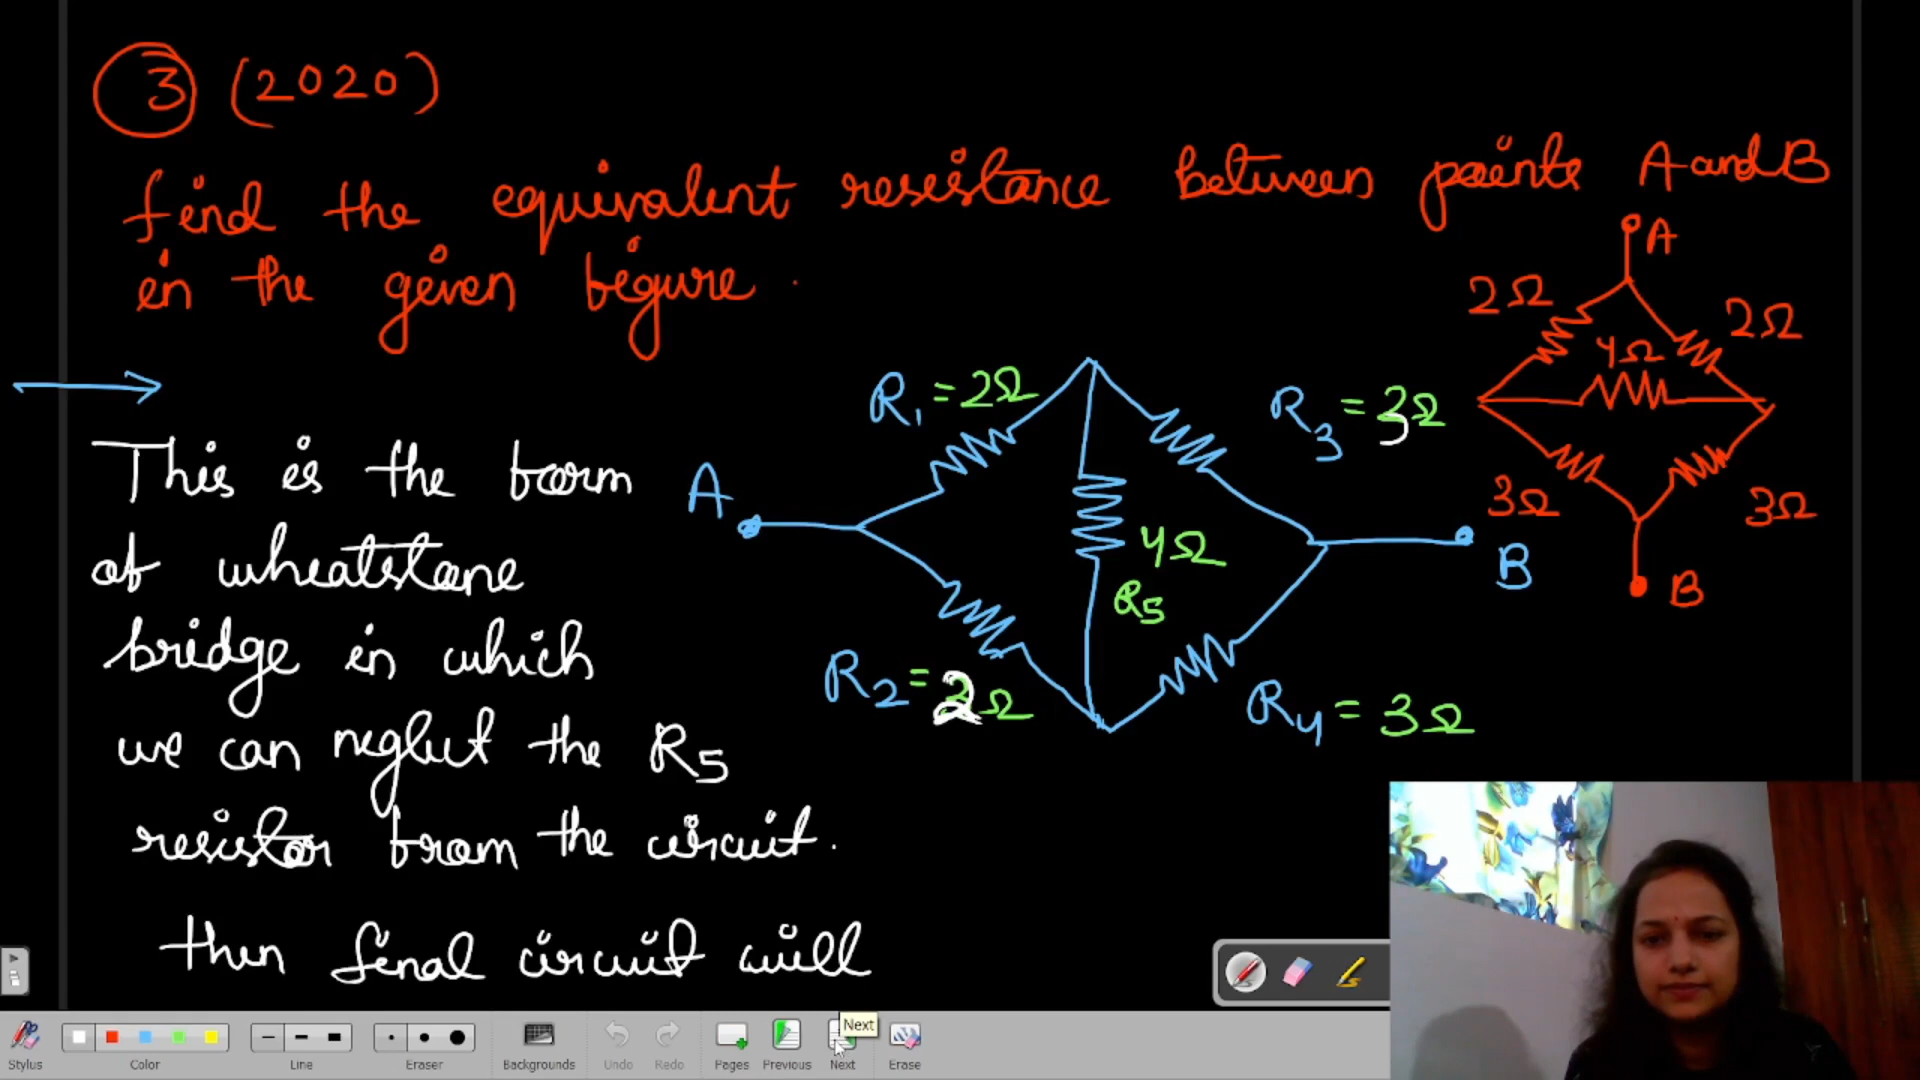 3 (2020)
find the equivalent resistance between points A and B
in the given figure.
A
2Ω
2Ω
4Ω
3Ω
3Ω
B
R1 = 2Ω
R3 = 3Ω
A
4Ω
R5
B
R2 = 2Ω
R4 = 3Ω
This is the form
of wheatstone
bridge in which
we can neglect the R5
resistor from the circuit.
then final circuit will
Next
Stylus
Color
Line
Eraser
Backgrounds
Undo
Redo
Pages
Previous
Next
Erase